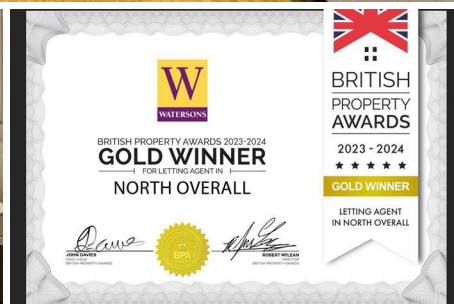 W
WATERSONS
BRITISH PROPERTY AWARDS 2023-2024
GOLD WINNER
FOR LETTING AGENT IN
NORTH OVERALL
JOHN DAVIES
HEAD JUDGE
BRITISH PROPERTY AWARDS
BPA
ROBERT McLEAN
DIRECTOR
BRITISH PROPERTY AWARDS
BRITISH
PROPERTY
AWARDS
2023 - 2024
GOLD WINNER
LETTING AGENT
IN NORTH OVERALL